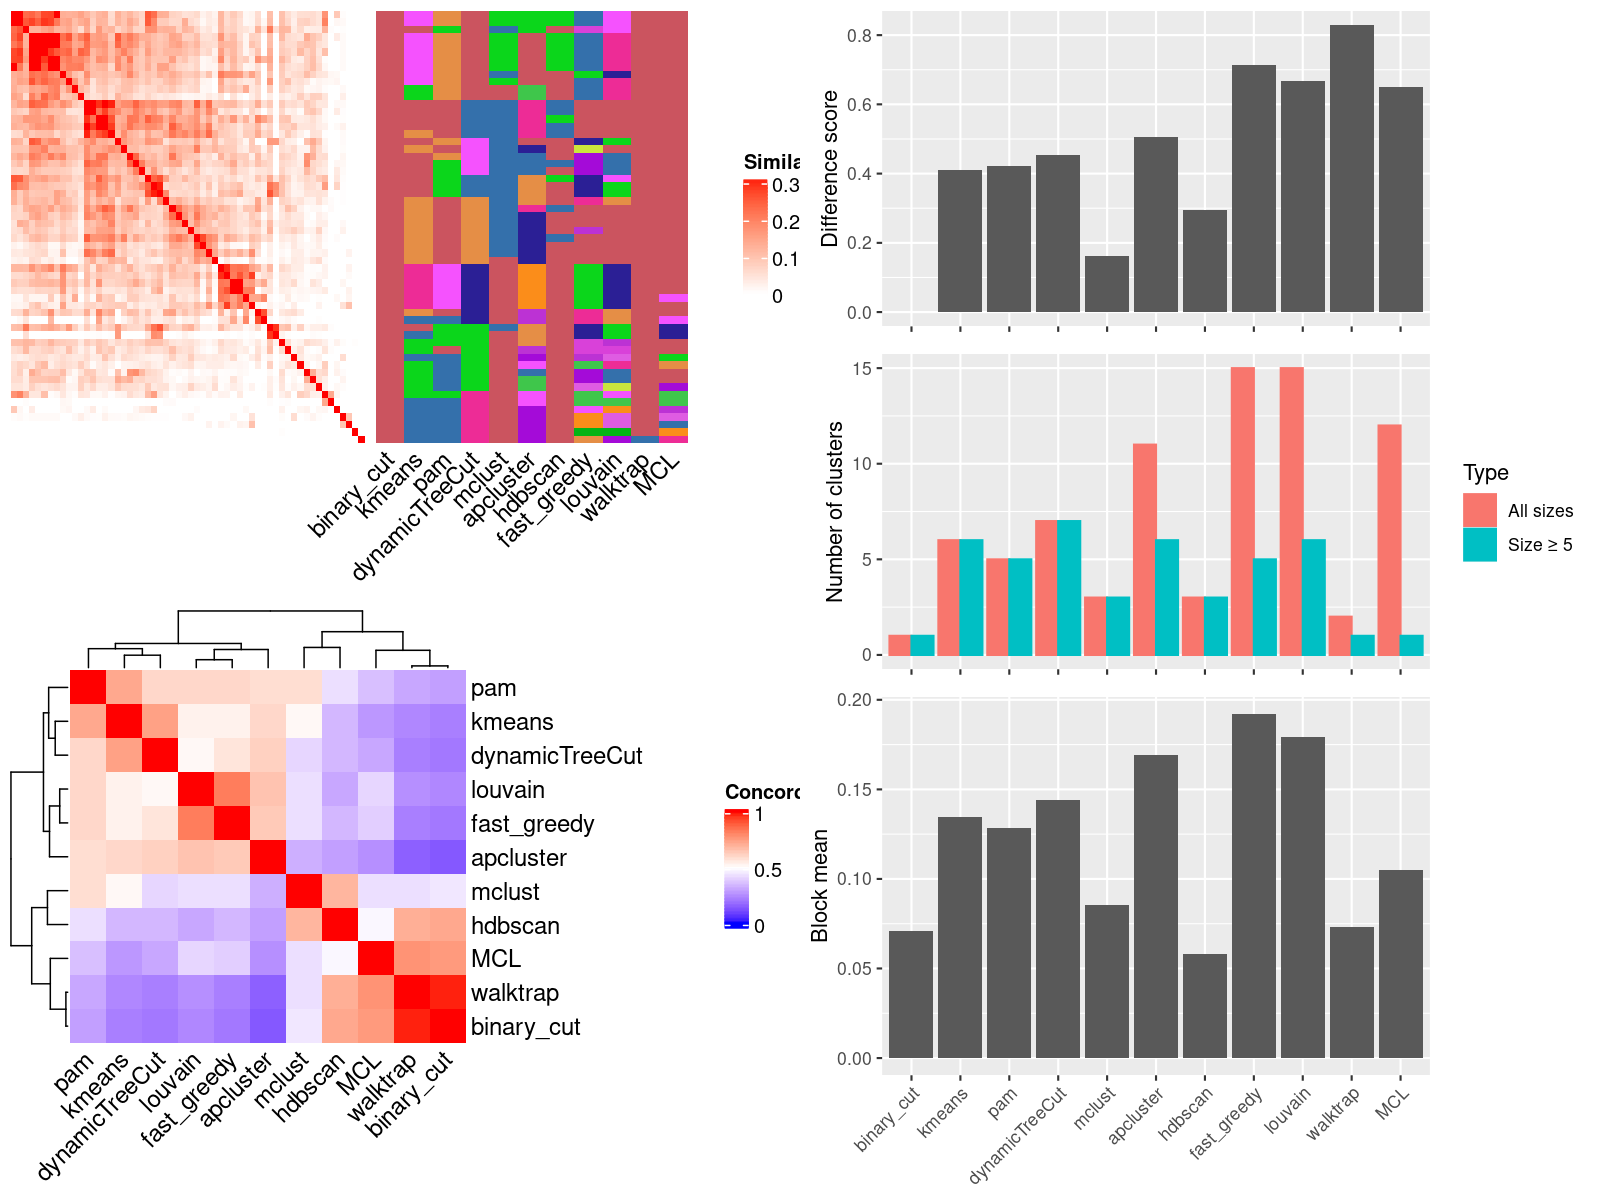 Simila
0.3
0.2
0.1
0
binary_cut
kmeans
pam
dynamicTreeCut
mclust
apcluster
hdbscan
fast_greedy
louvain
walktrap
MCL
pam
kmeans
dynamicTreeCut
louvain
fast_greedy
apcluster
mclust
hdbscan
MCL
walktrap
binary_cut
pam
kmeans
dynamicTreeCut
louvain
fast_greedy
apcluster
mclust
hdbscan
MCL
walktrap
binary_cut
Concord
1
0.5
0
Difference score
0.8
0.6
0.4
0.2
0.0
Number of clusters
15
10
5
0
Type
All sizes
Size ≥ 5
Block mean
0.20
0.15
0.10
0.05
0.00
binary_cut
kmeans
pam
dynamicTreeCut
mclust
apcluster
hdbscan
fast_greedy
louvain
walktrap
MCL